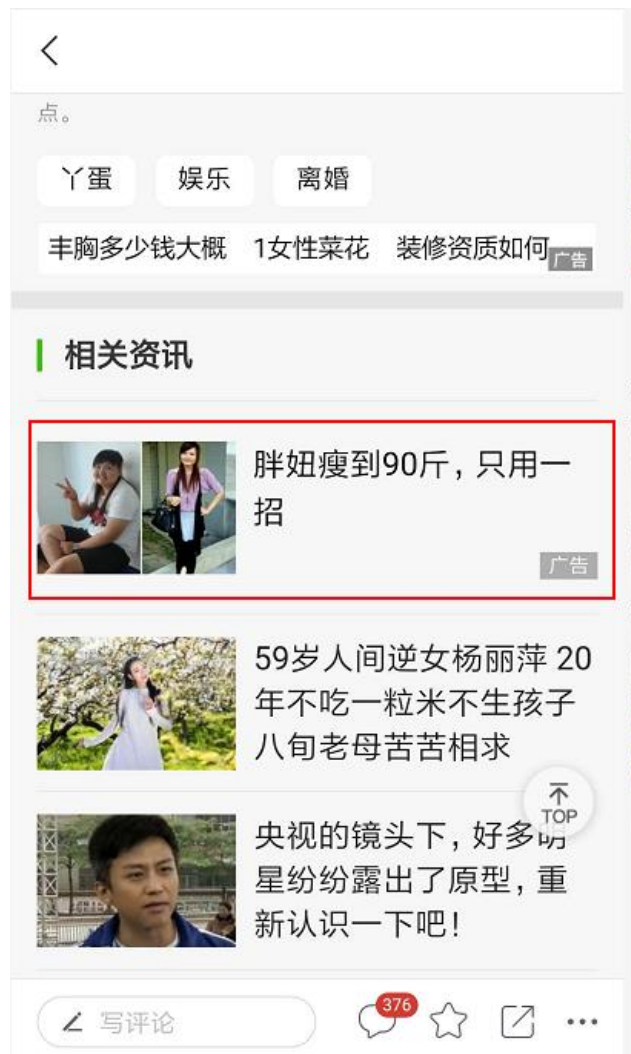 点。
丫蛋 娱乐 离婚
丰胸多少钱大概 1女性菜花 装修资质如何
广告
相关资讯
胖妞瘦到90斤，只用一
招
广告
59岁人间逆女杨丽萍 20
年不吃一粒米不生孩子
八旬老母苦苦相求
TOP
央视的镜头下，好多明
星纷纷露出了原型，重
新认识一下吧！
写评论 376